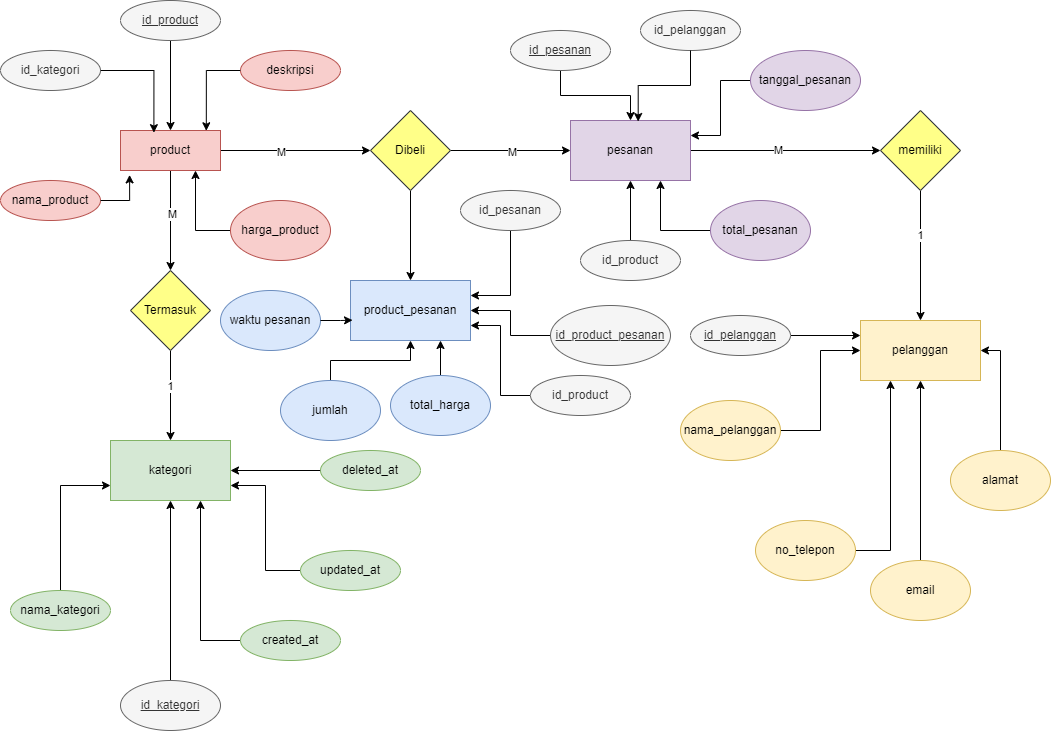 id_product
id_pelanggan
id_pesanan
id_kategori
deskripsi
tanggal_pesanan
product
M
Dibeli
M
pesanan
M
memiliki
nama_product
M
harga_product
id_pesanan
total_pesanan
1
id_product
Termasuk
waktu pesanan
product_pesanan
id_product_pesanan
id_pelanggan
pelanggan
1
jumlah
total_harga
id_product
nama_pelanggan
kategori
deleted_at
alamat
no_telepon
updated_at
email
nama_kategori
created_at
id_kategori